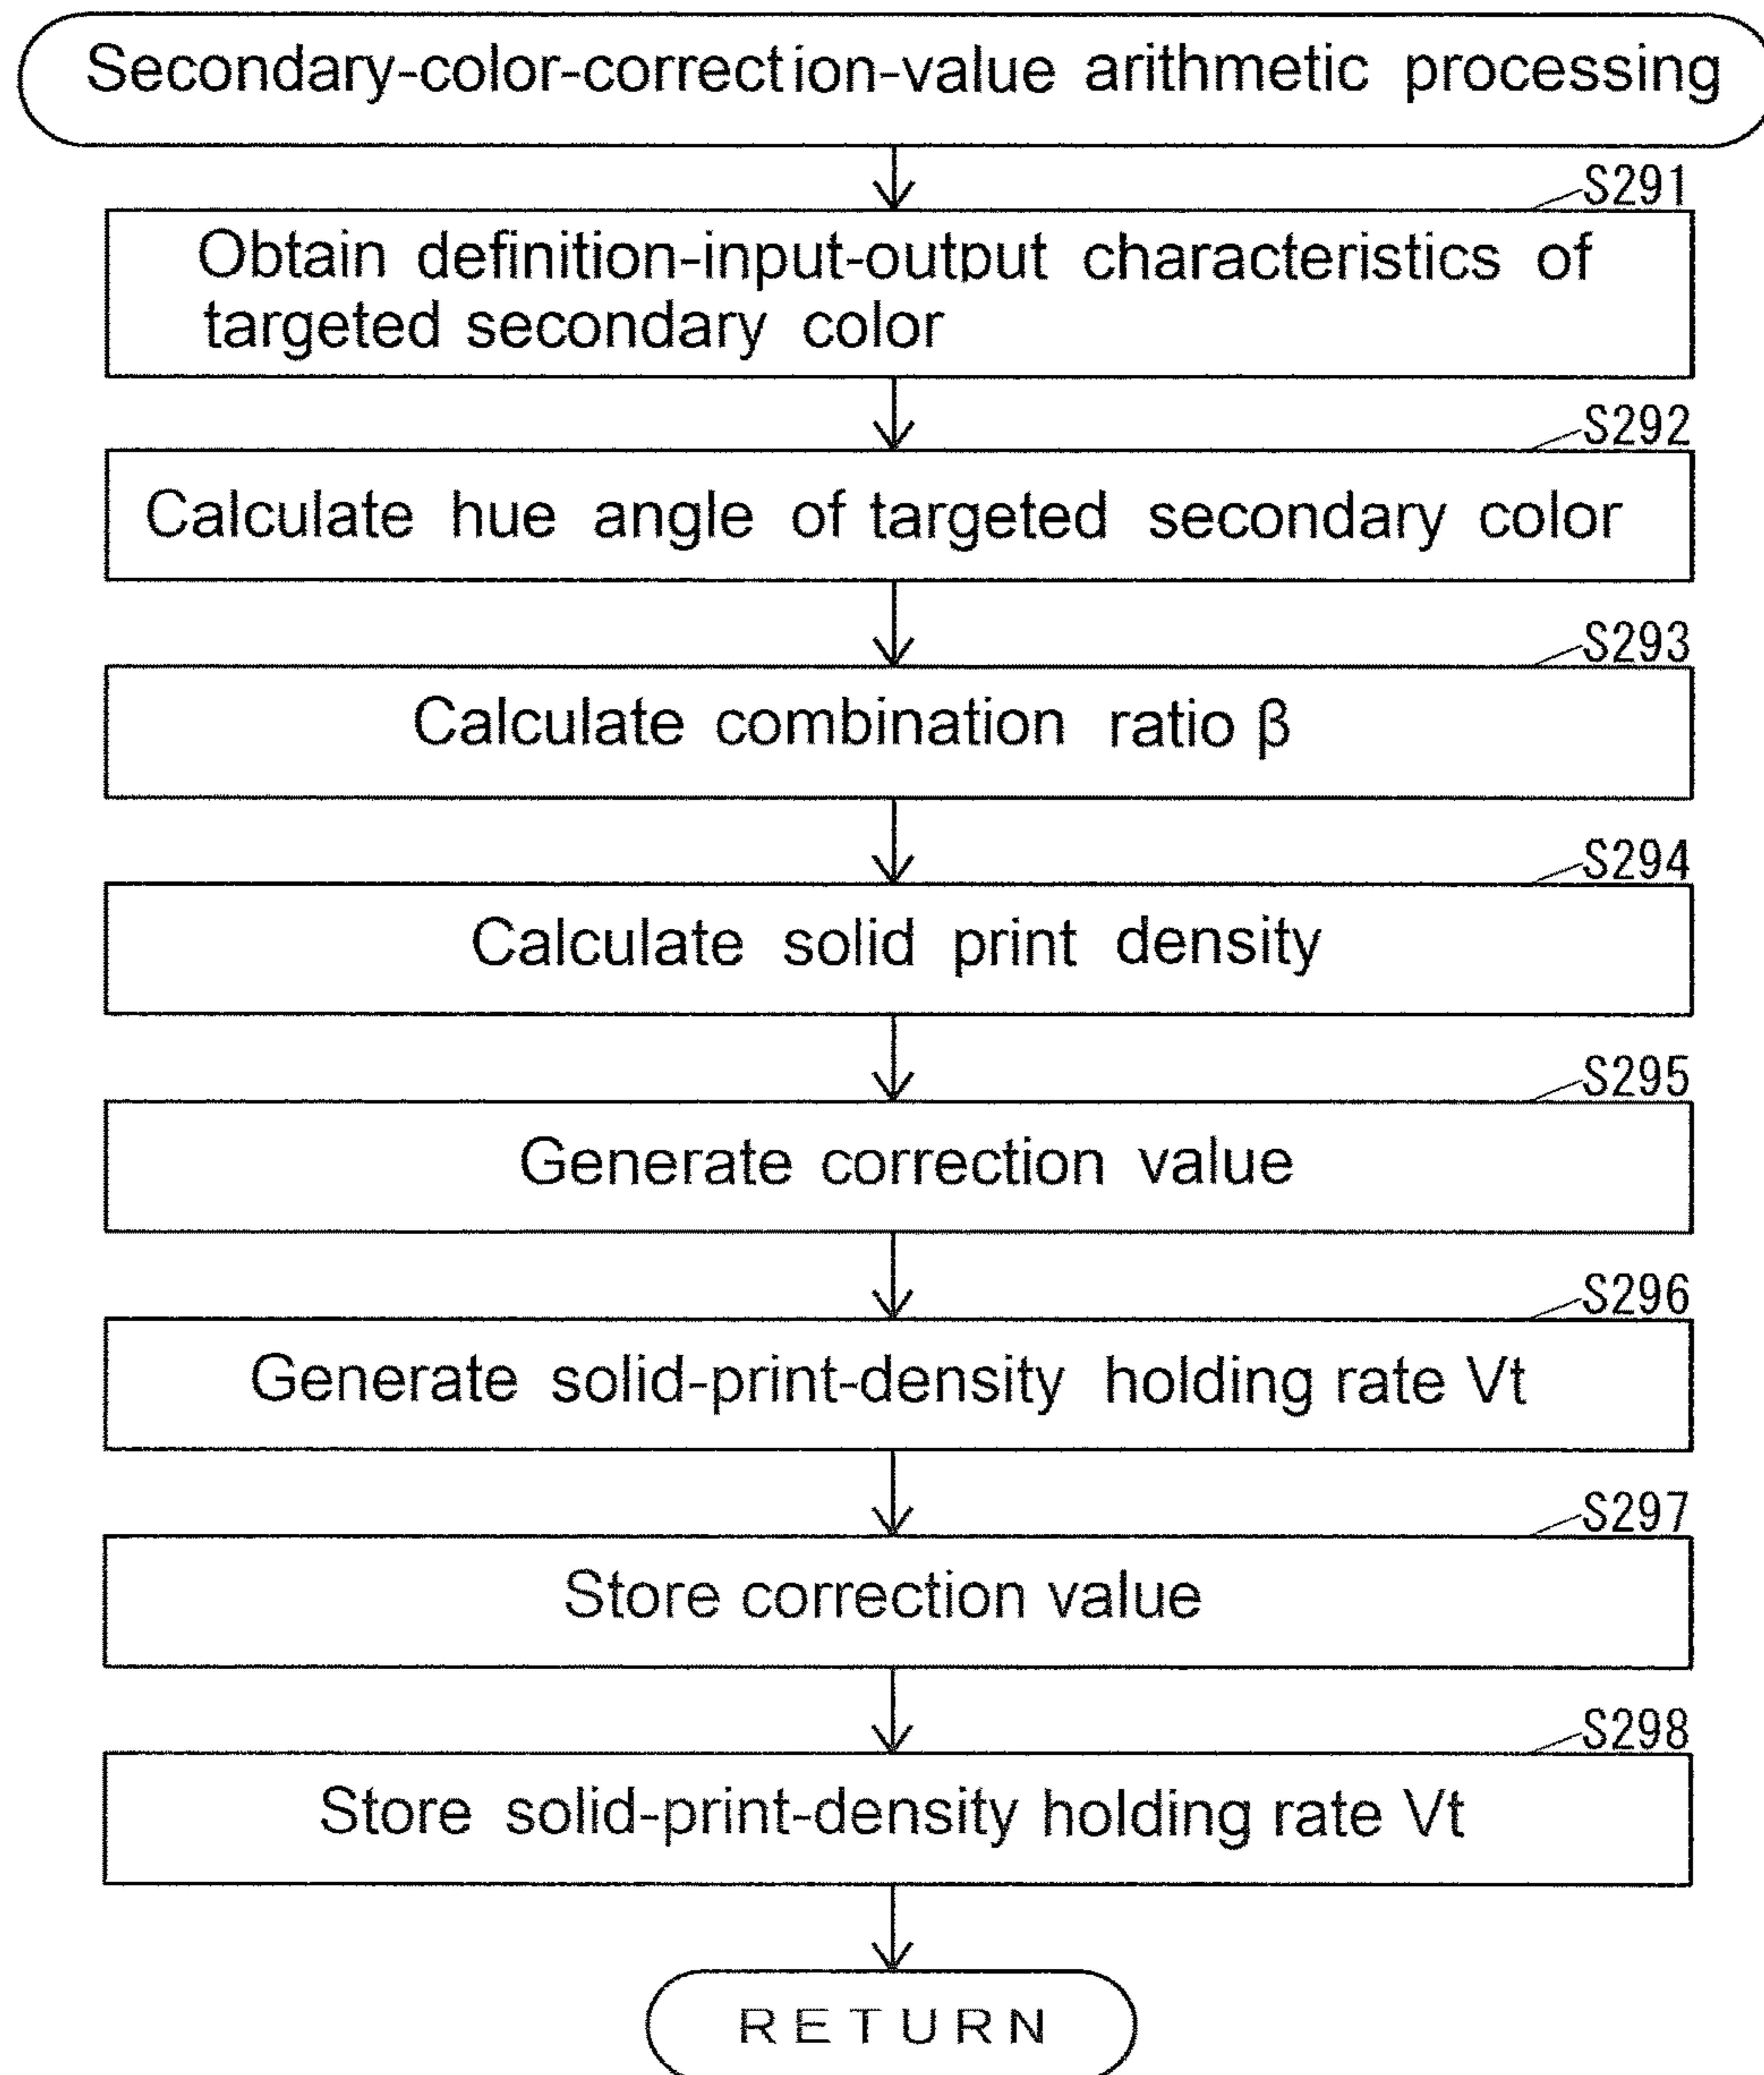 Secondary-color-correction-value arithmetic processing
S291
Obtain definition-input-output characteristics of
targeted secondary color
S292
Calculate hue angle of targeted secondary color
S293
Calculate combination ratio β
S294
Calculate solid print density
S295
Generate correction value
S296
Generate solid-print-density holding rate Vt
S297
Store correction value
S298
Store solid-print-density holding rate Vt
RETURN